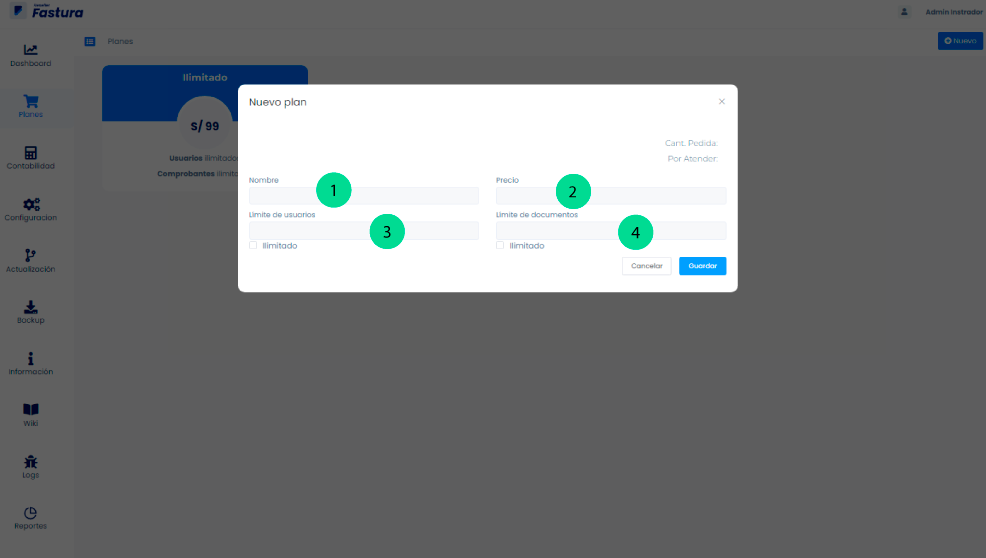 Fastura
Admin Instrador
Dashboard
Planes
Contabilidad
Configuracion
Actualización
Backup
Información
Wiki
Logs
Reportes
Planes
Nuevo
Ilimitado
S/ 99
Usuarios Ilimitado
Comprobantes Ilimit
Nuevo plan
×
Cant. Pedida:
Por Atender:
Nombre
1
Precio
2
Limite de usuarios
3
Ilimitado
Limite de documentos
4
Ilimitado
Cancelar
Guardar